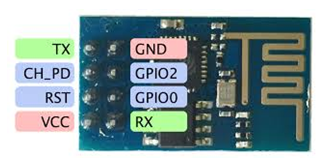 TX GND
CH_PD GPIO2
RST GPIO0
VCC RX